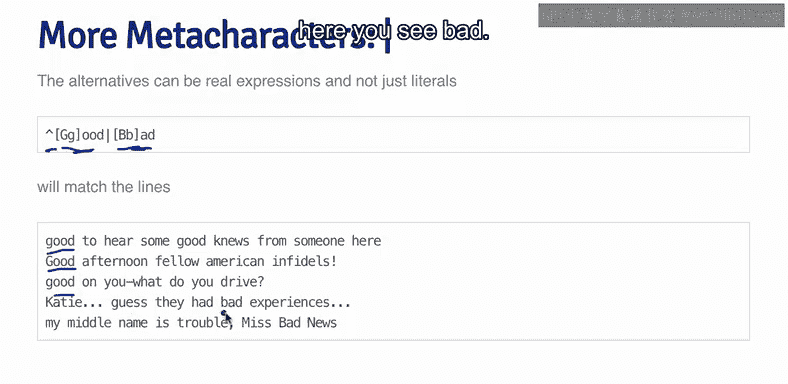 More Metacharacters: |
here you see bad.
The alternatives can be real expressions and not just literals
^[Gg]ood|[Bb]ad
will match the lines
good to hear some good knews from someone here
Good afternoon fellow american infidels!
good on you—what do you drive?
Katie... guess they had bad experiences...
my middle name is trouble, Miss Bad News